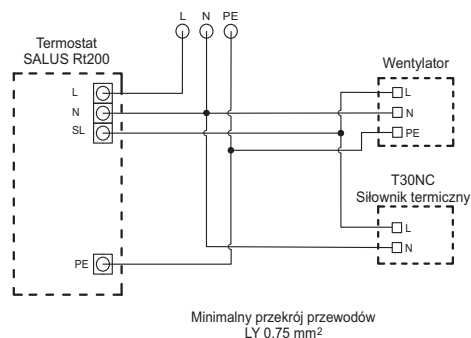 L N PE
Termostat
SALUS Rt200
L
N
SL
PE
Wentylator
L
N
PE
T30NC
Siłownik termiczny
L
N
Minimalny przekrój przewodów
LY 0.75 mm²